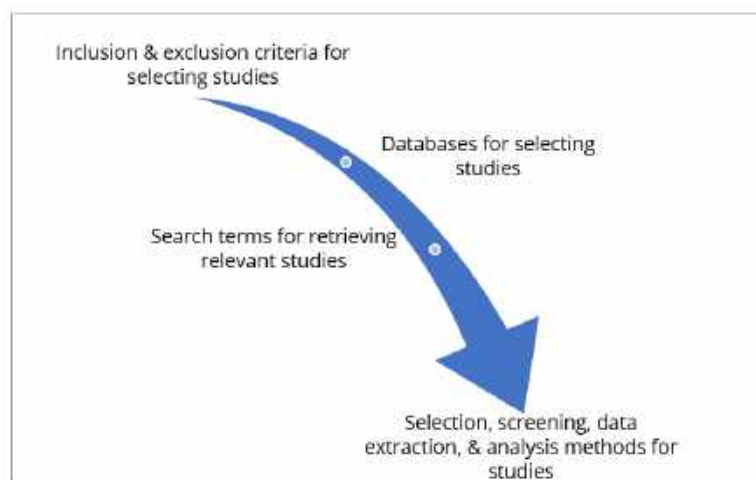 Inclusion & exclusion criteria for
selecting studies
Databases for selecting
studies
Search terms for retrieving
relevant studies
Selection, screening, data
extraction, & analysis methods for
studies